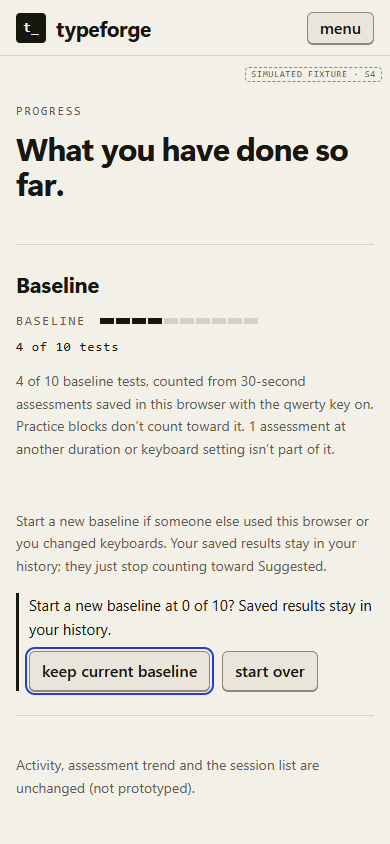 t_ typeforge menu
SIMULATED FIXTURE · S4
PROGRESS
What you have done so
far.
Baseline
BASELINE
4 of 10 tests
4 of 10 baseline tests, counted from 30-second
assessments saved in this browser with the qwerty key on.
Practice blocks don’t count toward it. 1 assessment at
another duration or keyboard setting isn’t part of it.
Start a new baseline if someone else used this browser or
you changed keyboards. Your saved results stay in your
history; they just stop counting toward Suggested.
Start a new baseline at 0 of 10? Saved results stay in
your history.
keep current baseline start over
Activity, assessment trend and the session list are
unchanged (not prototyped).